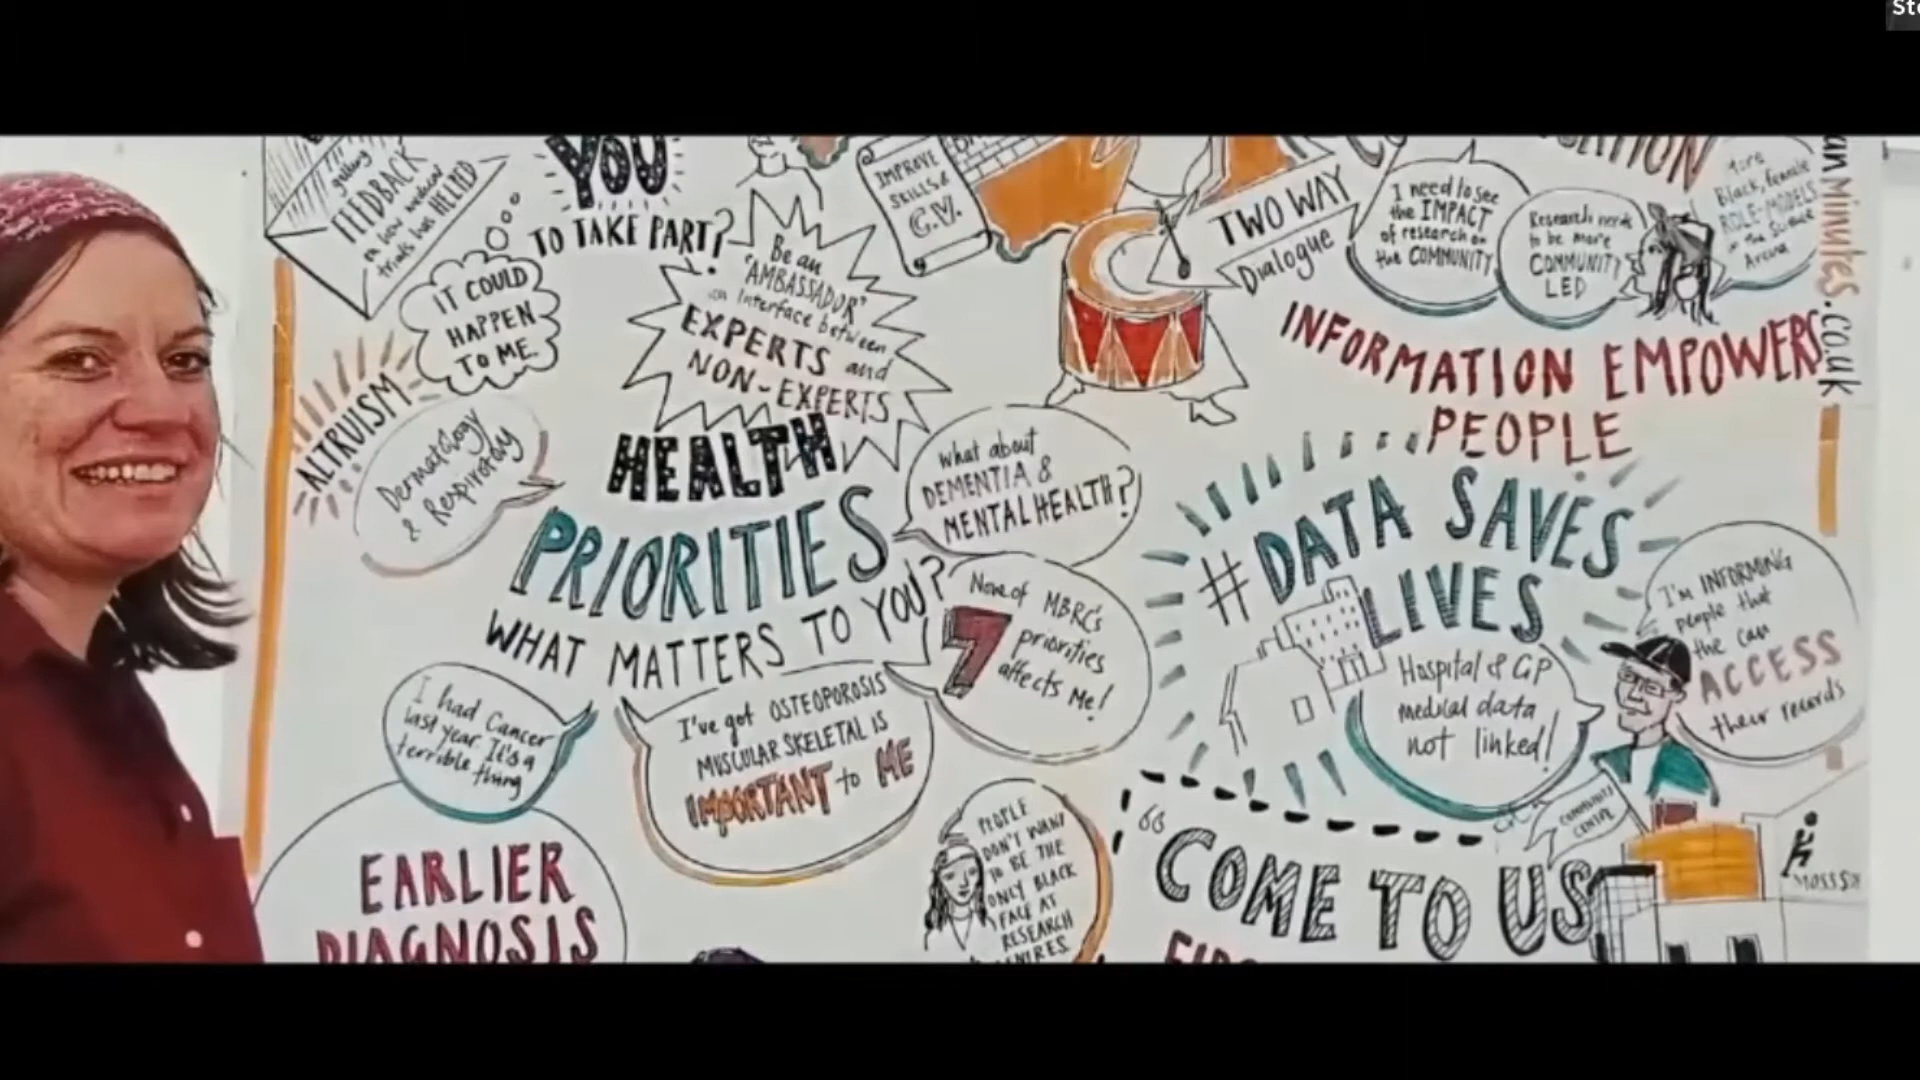 Ste
getting
FEEDBACK
on how medical
trials has HELPED
YOU
TO TAKE PART?
IT COULD
HAPPEN
TO ME.
ALTRUISM
Dermatology
& Respiratory
Be an
'AMBASSADOR'
an Interface between
EXPERTS and
NON-EXPERTS
IMPROVE
SKILLS &
C.V.
TWO WAY
Dialogue
I need to see
the IMPACT
of research on
the COMMUNITY
Research needs
to be more
COMMUNITY
LED
More
Black, female
ROLE-MODELS
in the Science
Arena
Minutes.co.uk
INFORMATION EMPOWERS
PEOPLE
HEALTH
PRIORITIES
WHAT MATTERS TO YOU?
What about
DEMENTIA &
MENTAL HEALTH?
None of MBRC's
7 priorities
affects me!
I had Cancer
last year. It's a
terrible thing
I've got OSTEOPOROSIS
MUSCULAR SKELETAL IS
IMPORTANT to ME
#DATA SAVES
LIVES
Hospital & GP
medical data
not linked!
I'm INFORMING
people that
the can
ACCESS
their records
EARLIER
DIAGNOSIS
PEOPLE
DON'T WANT
TO BE THE
ONLY BLACK
FACE AT
RESEARCH
COMMUNITY
CENTRE
"COME TO US
MOSS SI